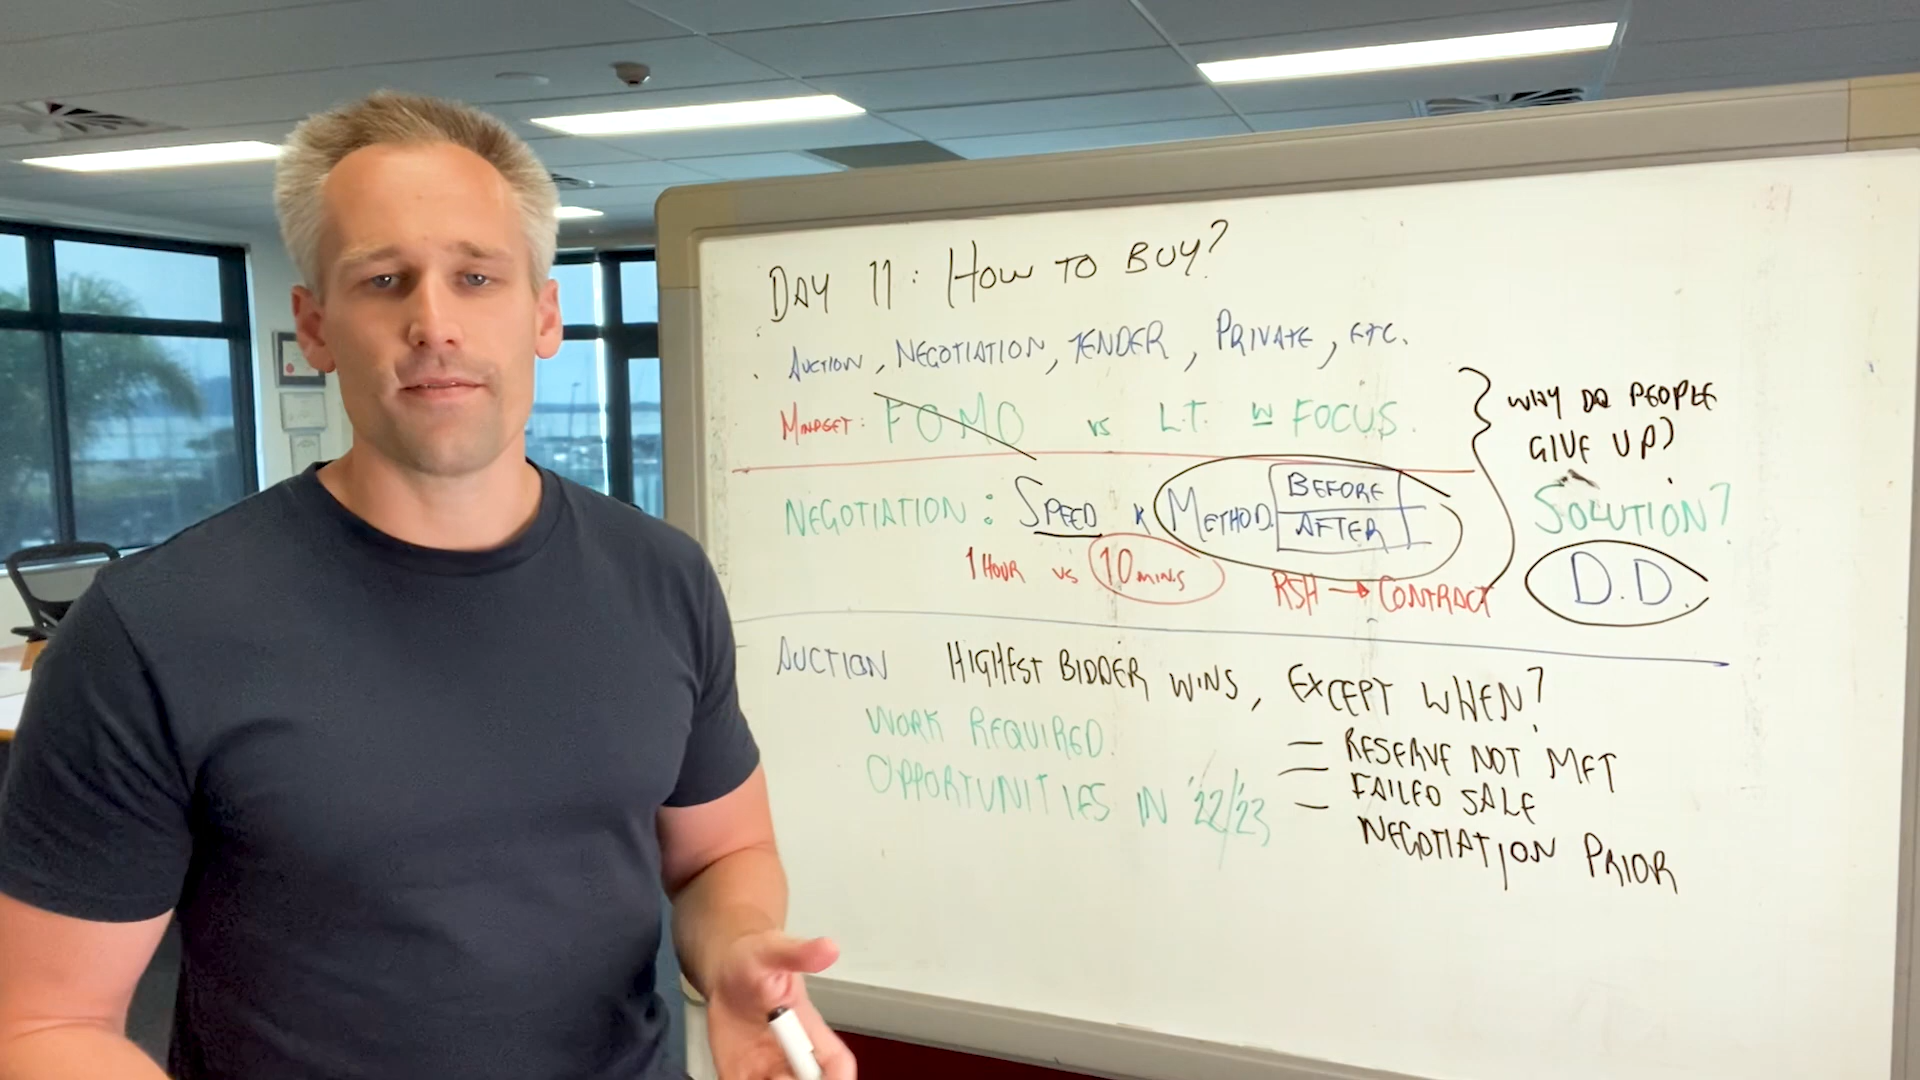 DAY 11: HOW TO BUY?
AUCTION, NEGOTIATION, TENDER, PRIVATE, ETC.
MINDSET: FOMO vs L.T. W FOCUS.
NEGOTIATION: SPEED & METHOD. BEFORE
AFTER
1 HOUR vs 10 MINS
RSH → CONTRACT
WHY DO PEOPLE
GIVE UP?
SOLUTION?
D.D.
AUCTION HIGHEST BIDDER WINS, EXCEPT WHEN?
WORK REQUIRED.
OPPORTUNITIES IN '22/'23
- RESERVE NOT MET
- FAILED SALE
- NEGOTIATION PRIOR